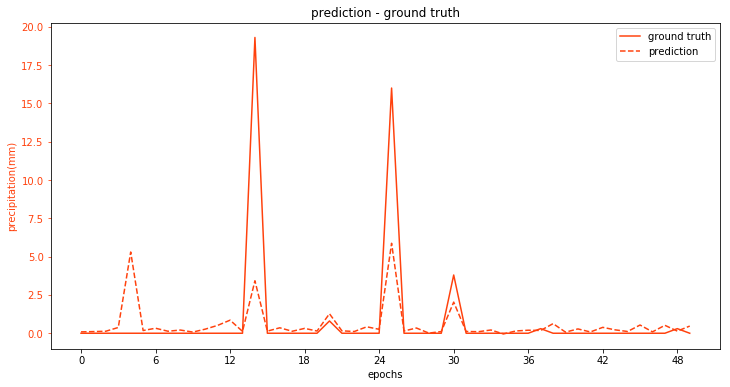 prediction - ground truth
ground truth
prediction
precipitation(mm)
20.0
17.5
15.0
12.5
10.0
7.5
5.0
2.5
0.0
0 6 12 18 24 30 36 42 48
epochs